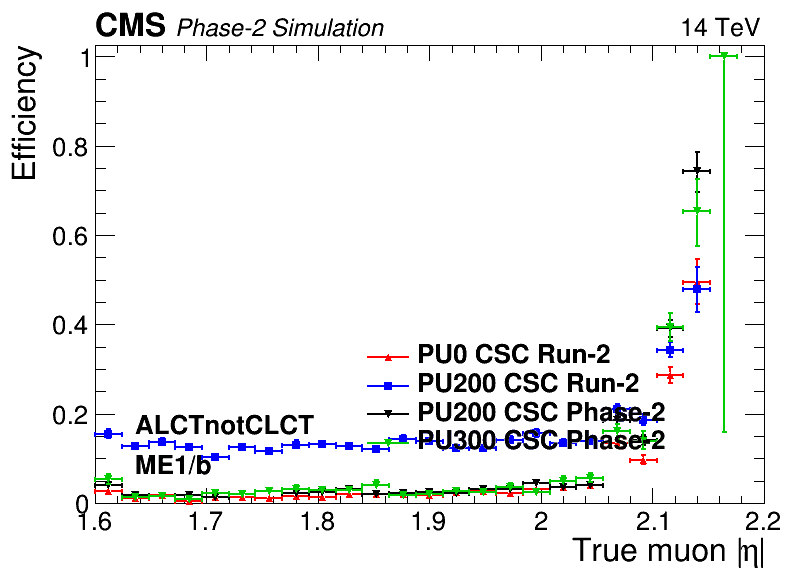 CMS Phase-2 Simulation 14 TeV
Efficiency
1
0.8
0.6
0.4
0.2
0
PU0 CSC Run-2
PU200 CSC Run-2
PU200 CSC Phase-2
PU300 CSC Phase-2
ALCTnotCLCT
ME1/b
1.6 1.7 1.8 1.9 2 2.1 2.2
True muon |η|